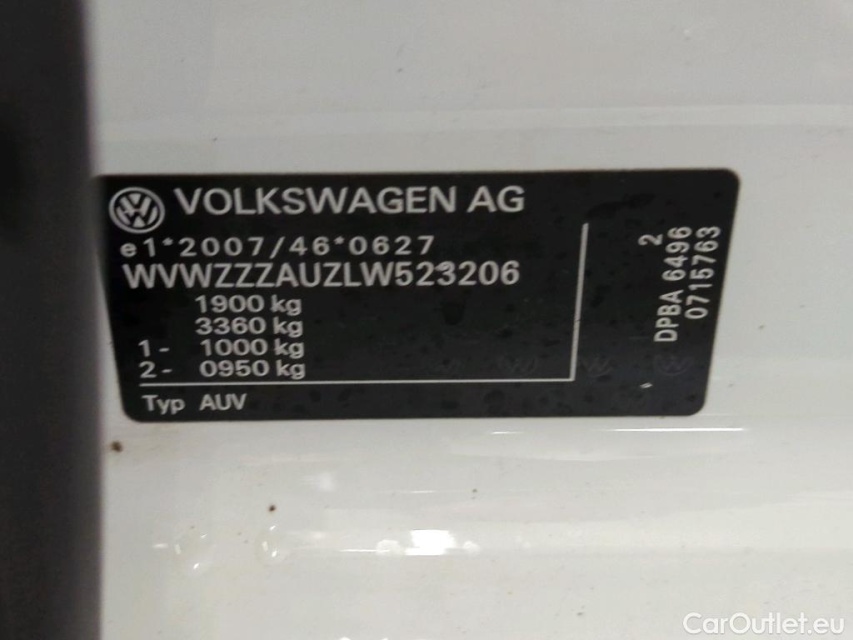 VOLKSWAGEN AG
e1*2007/46*0627
WVWZZZAUZLW523206
1900 kg
3360 kg
1- 1000 kg
2- 0950 kg
Typ AUV
2
DPBA 6496
0715763
CarOutlet.eu